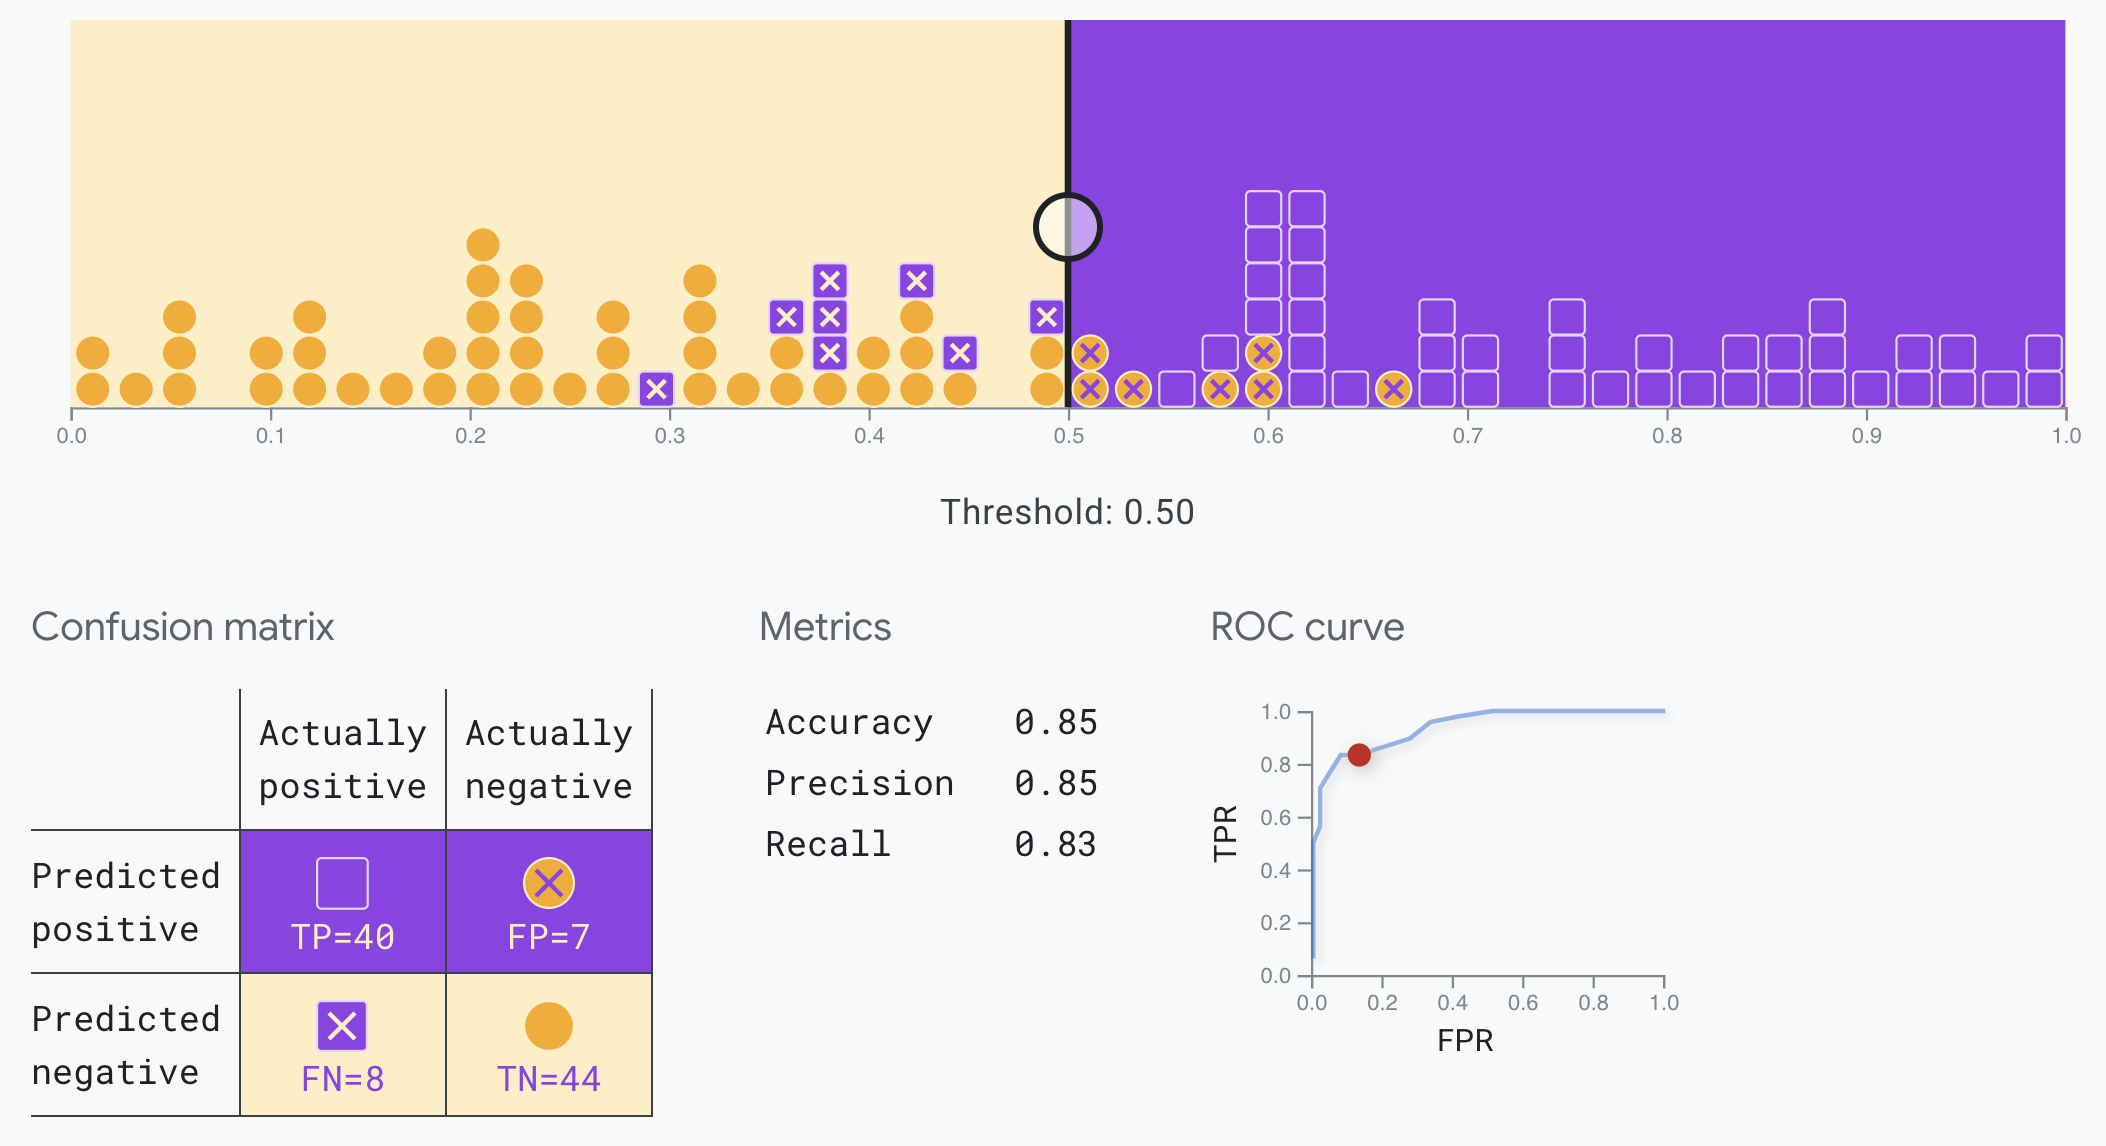 0.0 0.1 0.2 0.3 0.4 0.5 0.6 0.7 0.8 0.9 1.0
Threshold: 0.50
Confusion matrix
Actually
positive
Actually
negative
Predicted
positive
TP=40
FP=7
Predicted
negative
FN=8
TN=44
Metrics
Accuracy 0.85
Precision 0.85
Recall 0.83
ROC curve
TPR
1.0
0.8
0.6
0.4
0.2
0.0
0.0 0.2 0.4 0.6 0.8 1.0
FPR